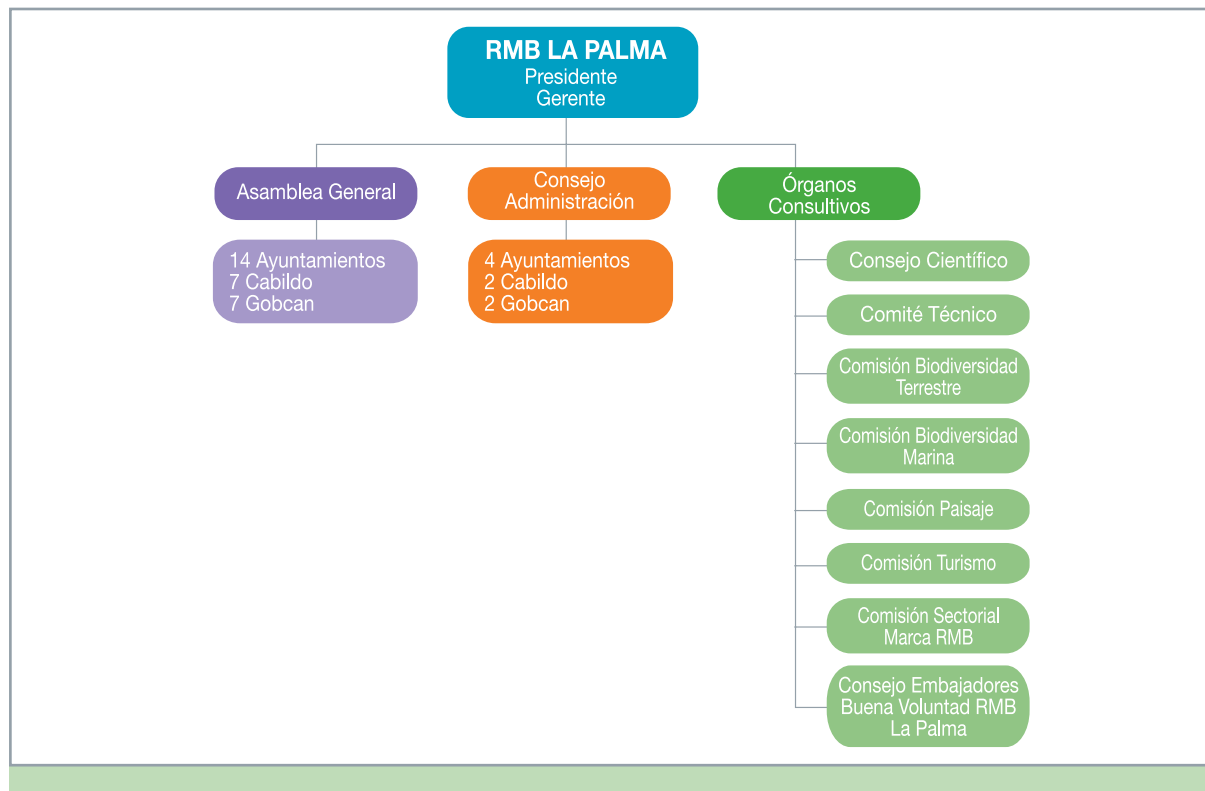 RMB LA PALMA
Presidente
Gerente
Asamblea General
14 Ayuntamientos
7 Cabildo
7 Gobcan
Consejo
Administración
4 Ayuntamientos
2 Cabildo
2 Gobcan
Órganos
Consultivos
Consejo Científico
Comité Técnico
Comisión Biodiversidad
Terrestre
Comisión Biodiversidad
Marina
Comisión Paisaje
Comisión Turismo
Comisión Sectorial
Marca RMB
Consejo Embajadores
Buena Voluntad RMB
La Palma